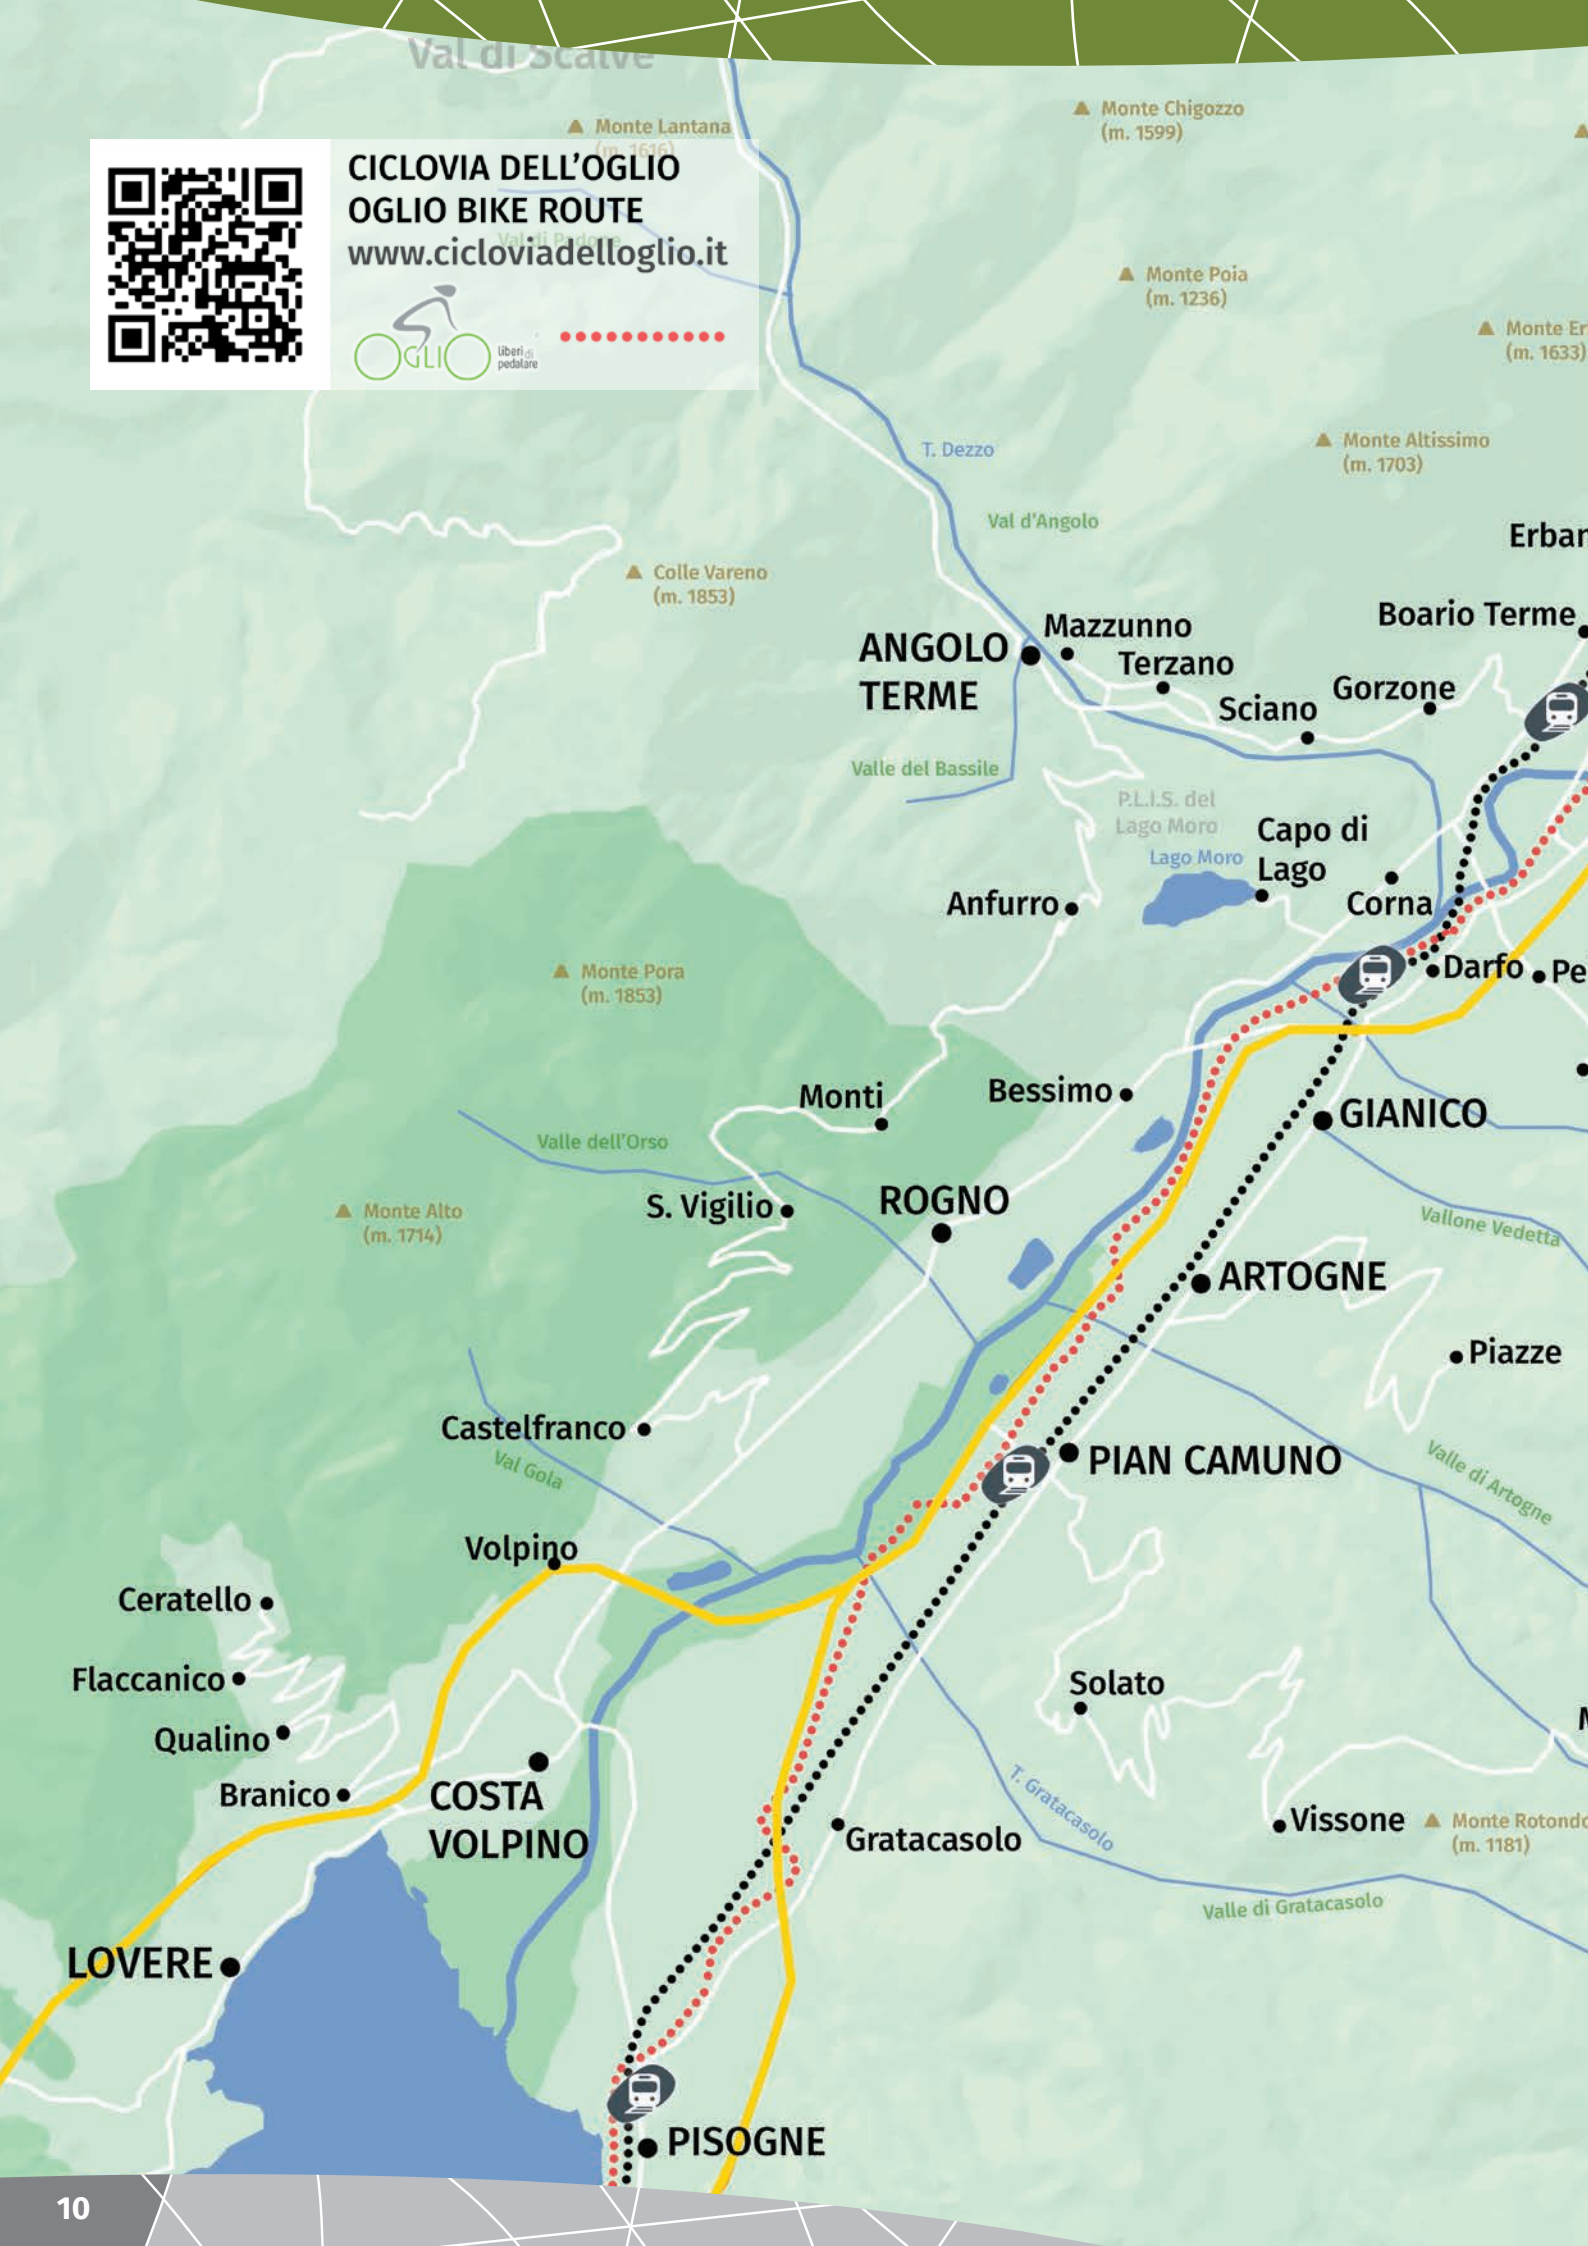 Val di Scalve
Monte Lantana
(m. 1616)
Monte Chigozzo
(m. 1599)
CICLOVIA DELL'OGLIO
OGLIO BIKE ROUTE
Val di Padone
www.cicloviadelloglio.it
OGLIO
liberi di
pedalare
Monte Poia
(m. 1236)
Monte Er
(m. 1633)
Monte Altissimo
(m. 1703)
T. Dezzo
Val d'Angolo
Erban
Colle Vareno
(m. 1853)
Boario Terme
Mazzunno
ANGOLO
TERME
Terzano
Gorzone
Sciano
Valle del Bassile
P.L.I.S. del
Lago Moro
Lago Moro
Capo di
Lago
Anfurro
Corna
Darfo
Pe
Monte Pora
(m. 1853)
Monti
Bessimo
GIANICO
Valle dell'Orso
S. Vigilio
ROGNO
Monte Alto
(m. 1714)
Vallone Vedetta
ARTOGNE
Piazze
Castelfranco
Val Gola
PIAN CAMUNO
Valle di Artogne
Volpino
Ceratello
Flaccanico
Solato
Qualino
Branico
COSTA
VOLPINO
T. Gratacasolo
Gratacasolo
Vissone
Monte Rotondo
(m. 1181)
Valle di Gratacasolo
LOVERE
PISOGNE
10